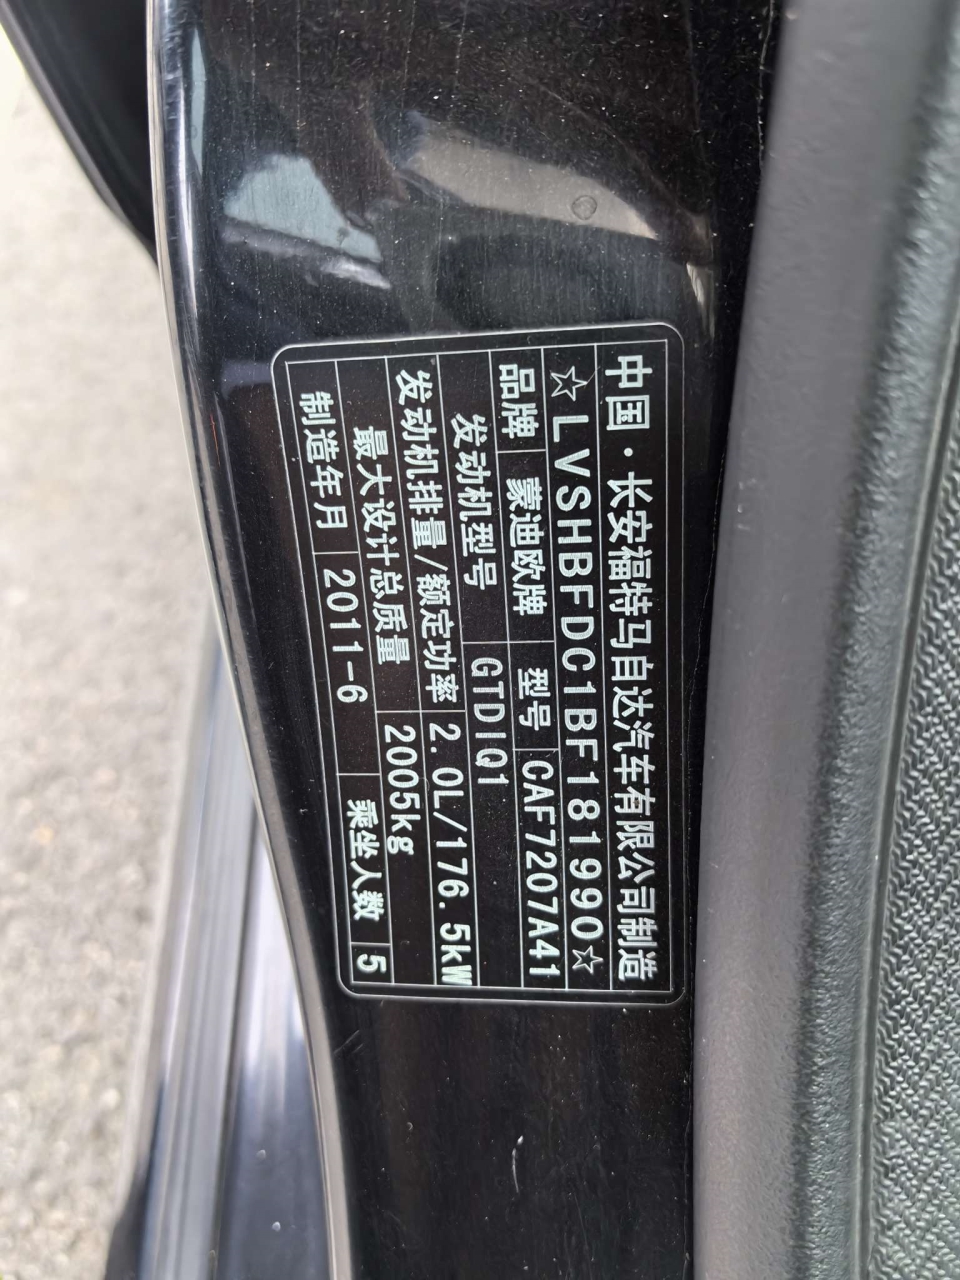 中国·长安福特马自达汽车有限公司制造
☆LVSHBFDC1BF181990☆
品牌 蒙迪欧牌 型号 CAF7207A41
发动机型号 GTDIQ1
发动机排量/额定功率 2.0L/176.5kW
最大设计总质量 2005kg
制造年月 2011-6 乘坐人数 5